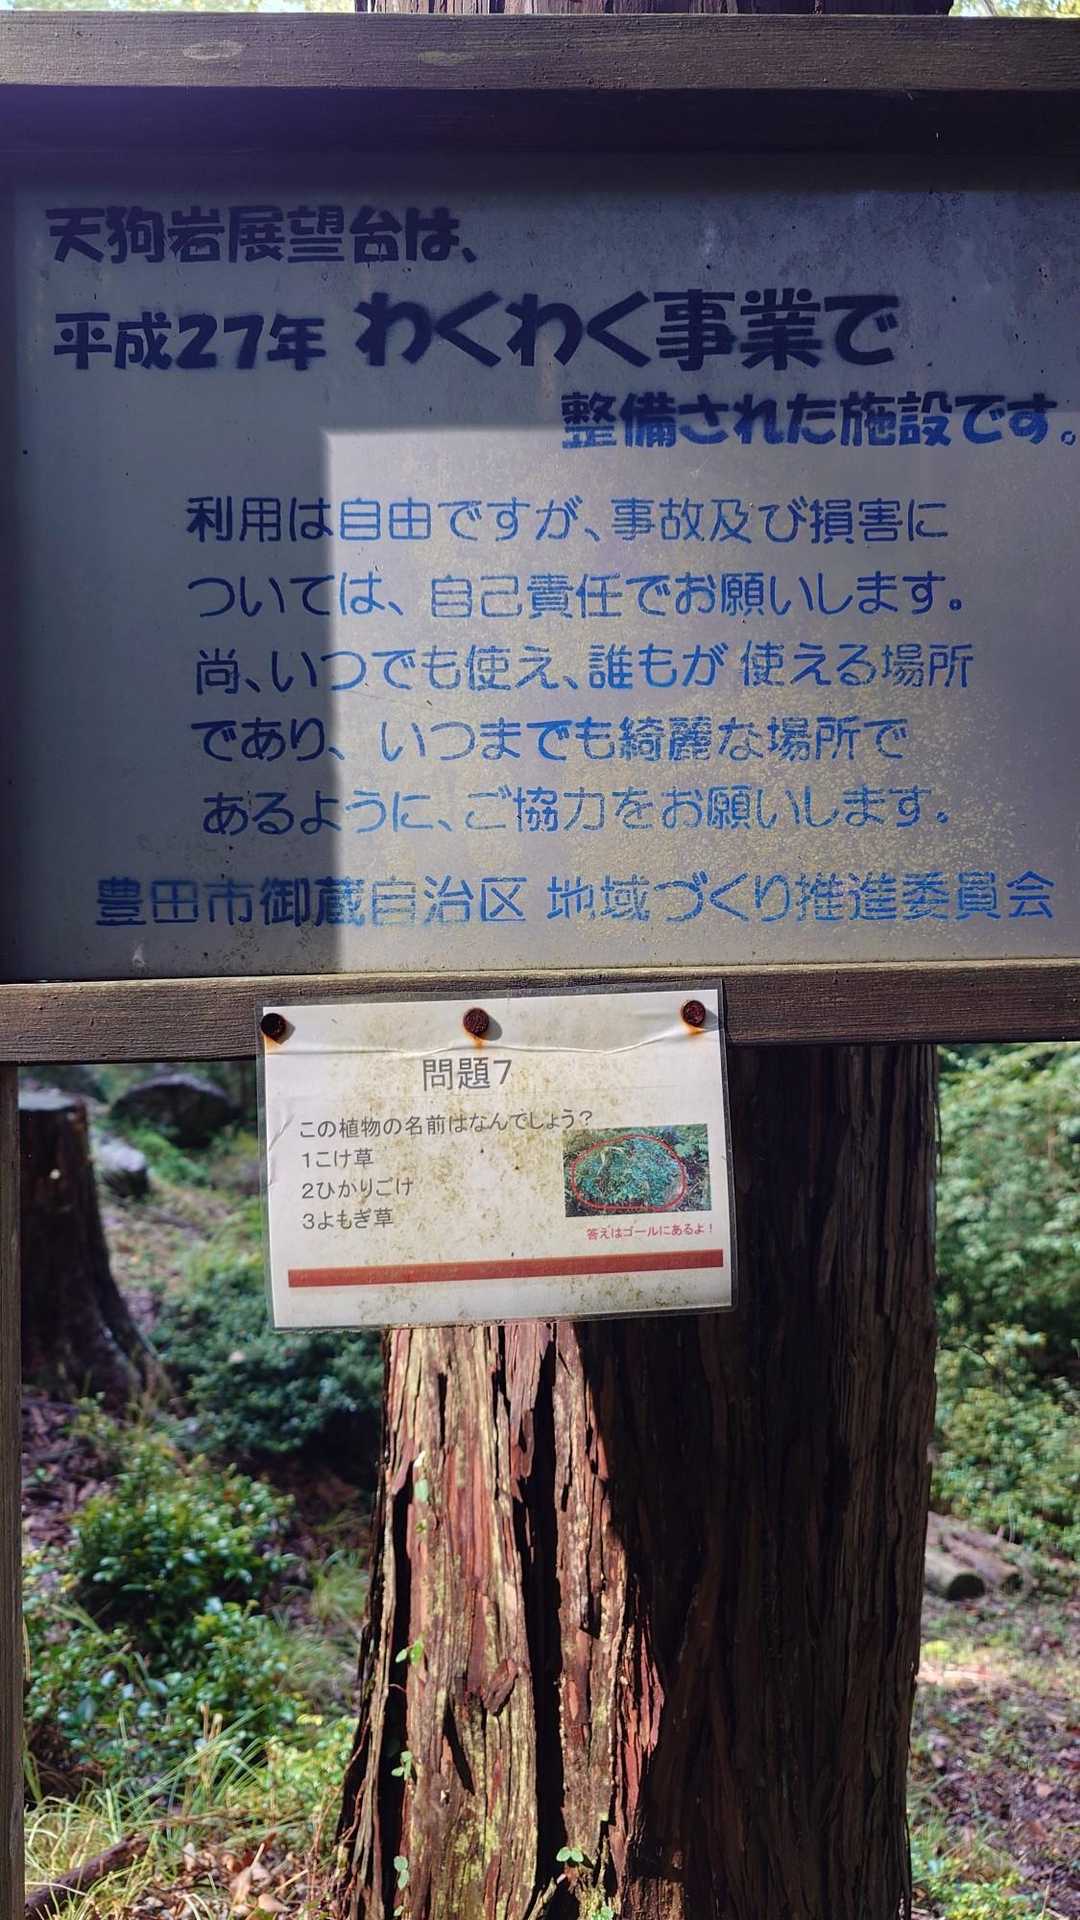 天狗岩展望台は、
平成27年 わくわく事業で
整備された施設です。
利用は自由ですが、事故及び損害に
ついては、自己責任でお願いします。
尚、いつでも使え、誰もが使える場所
であり、いつまでも綺麗な場所で
あるように、ご協力をお願いします。
豊田市御蔵自治区 地域づくり推進委員会
問題7
この植物の名前はなんでしょう？
1こけ草
2ひかりごけ
3よもぎ草
答えはゴールにあるよ！